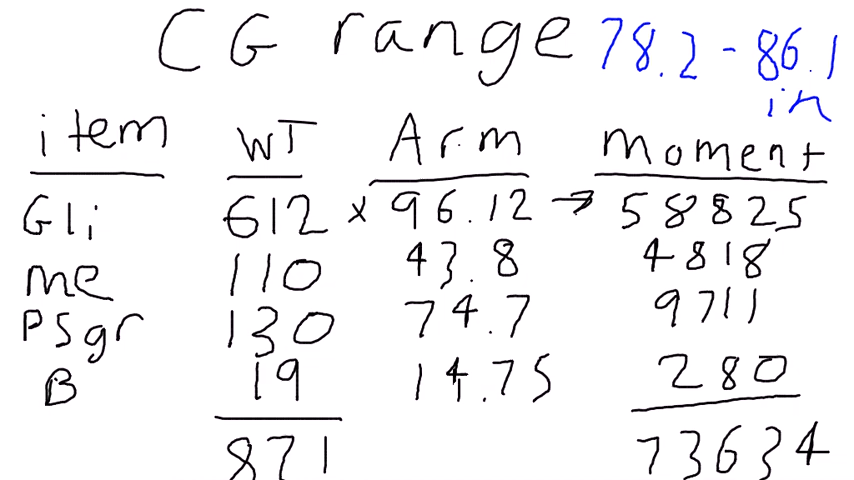 CG range 78.2 - 86.1 in
item WT Arm Moment
Gli 612 x 96.12 → 58825
me 110 43.8 4818
PSgr 130 74.7 9711
B 19 14.75 280
871 73634